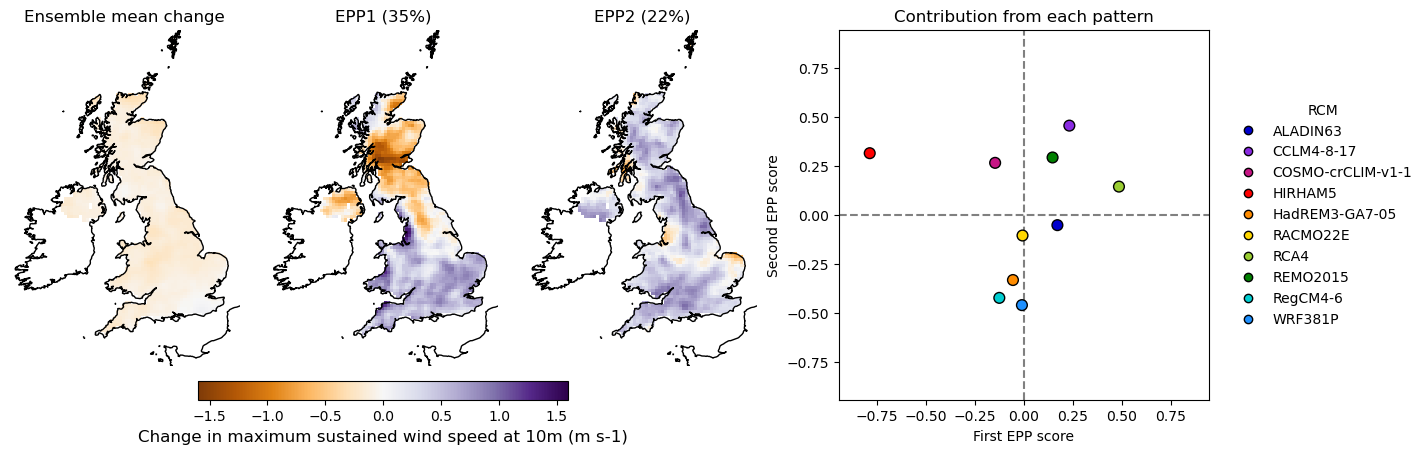 Ensemble mean change
EPP1 (35%)
EPP2 (22%)
−1.5 −1.0 −0.5 0.0 0.5 1.0 1.5
Change in maximum sustained wind speed at 10m (m s-1)
Contribution from each pattern
Second EPP score
0.75
0.50
0.25
0.00
−0.25
−0.50
−0.75
−0.75 −0.50 −0.25 0.00 0.25 0.50 0.75
First EPP score
RCM
ALADIN63
CCLM4-8-17
COSMO-crCLIM-v1-1
HIRHAM5
HadREM3-GA7-05
RACMO22E
RCA4
REMO2015
RegCM4-6
WRF381P